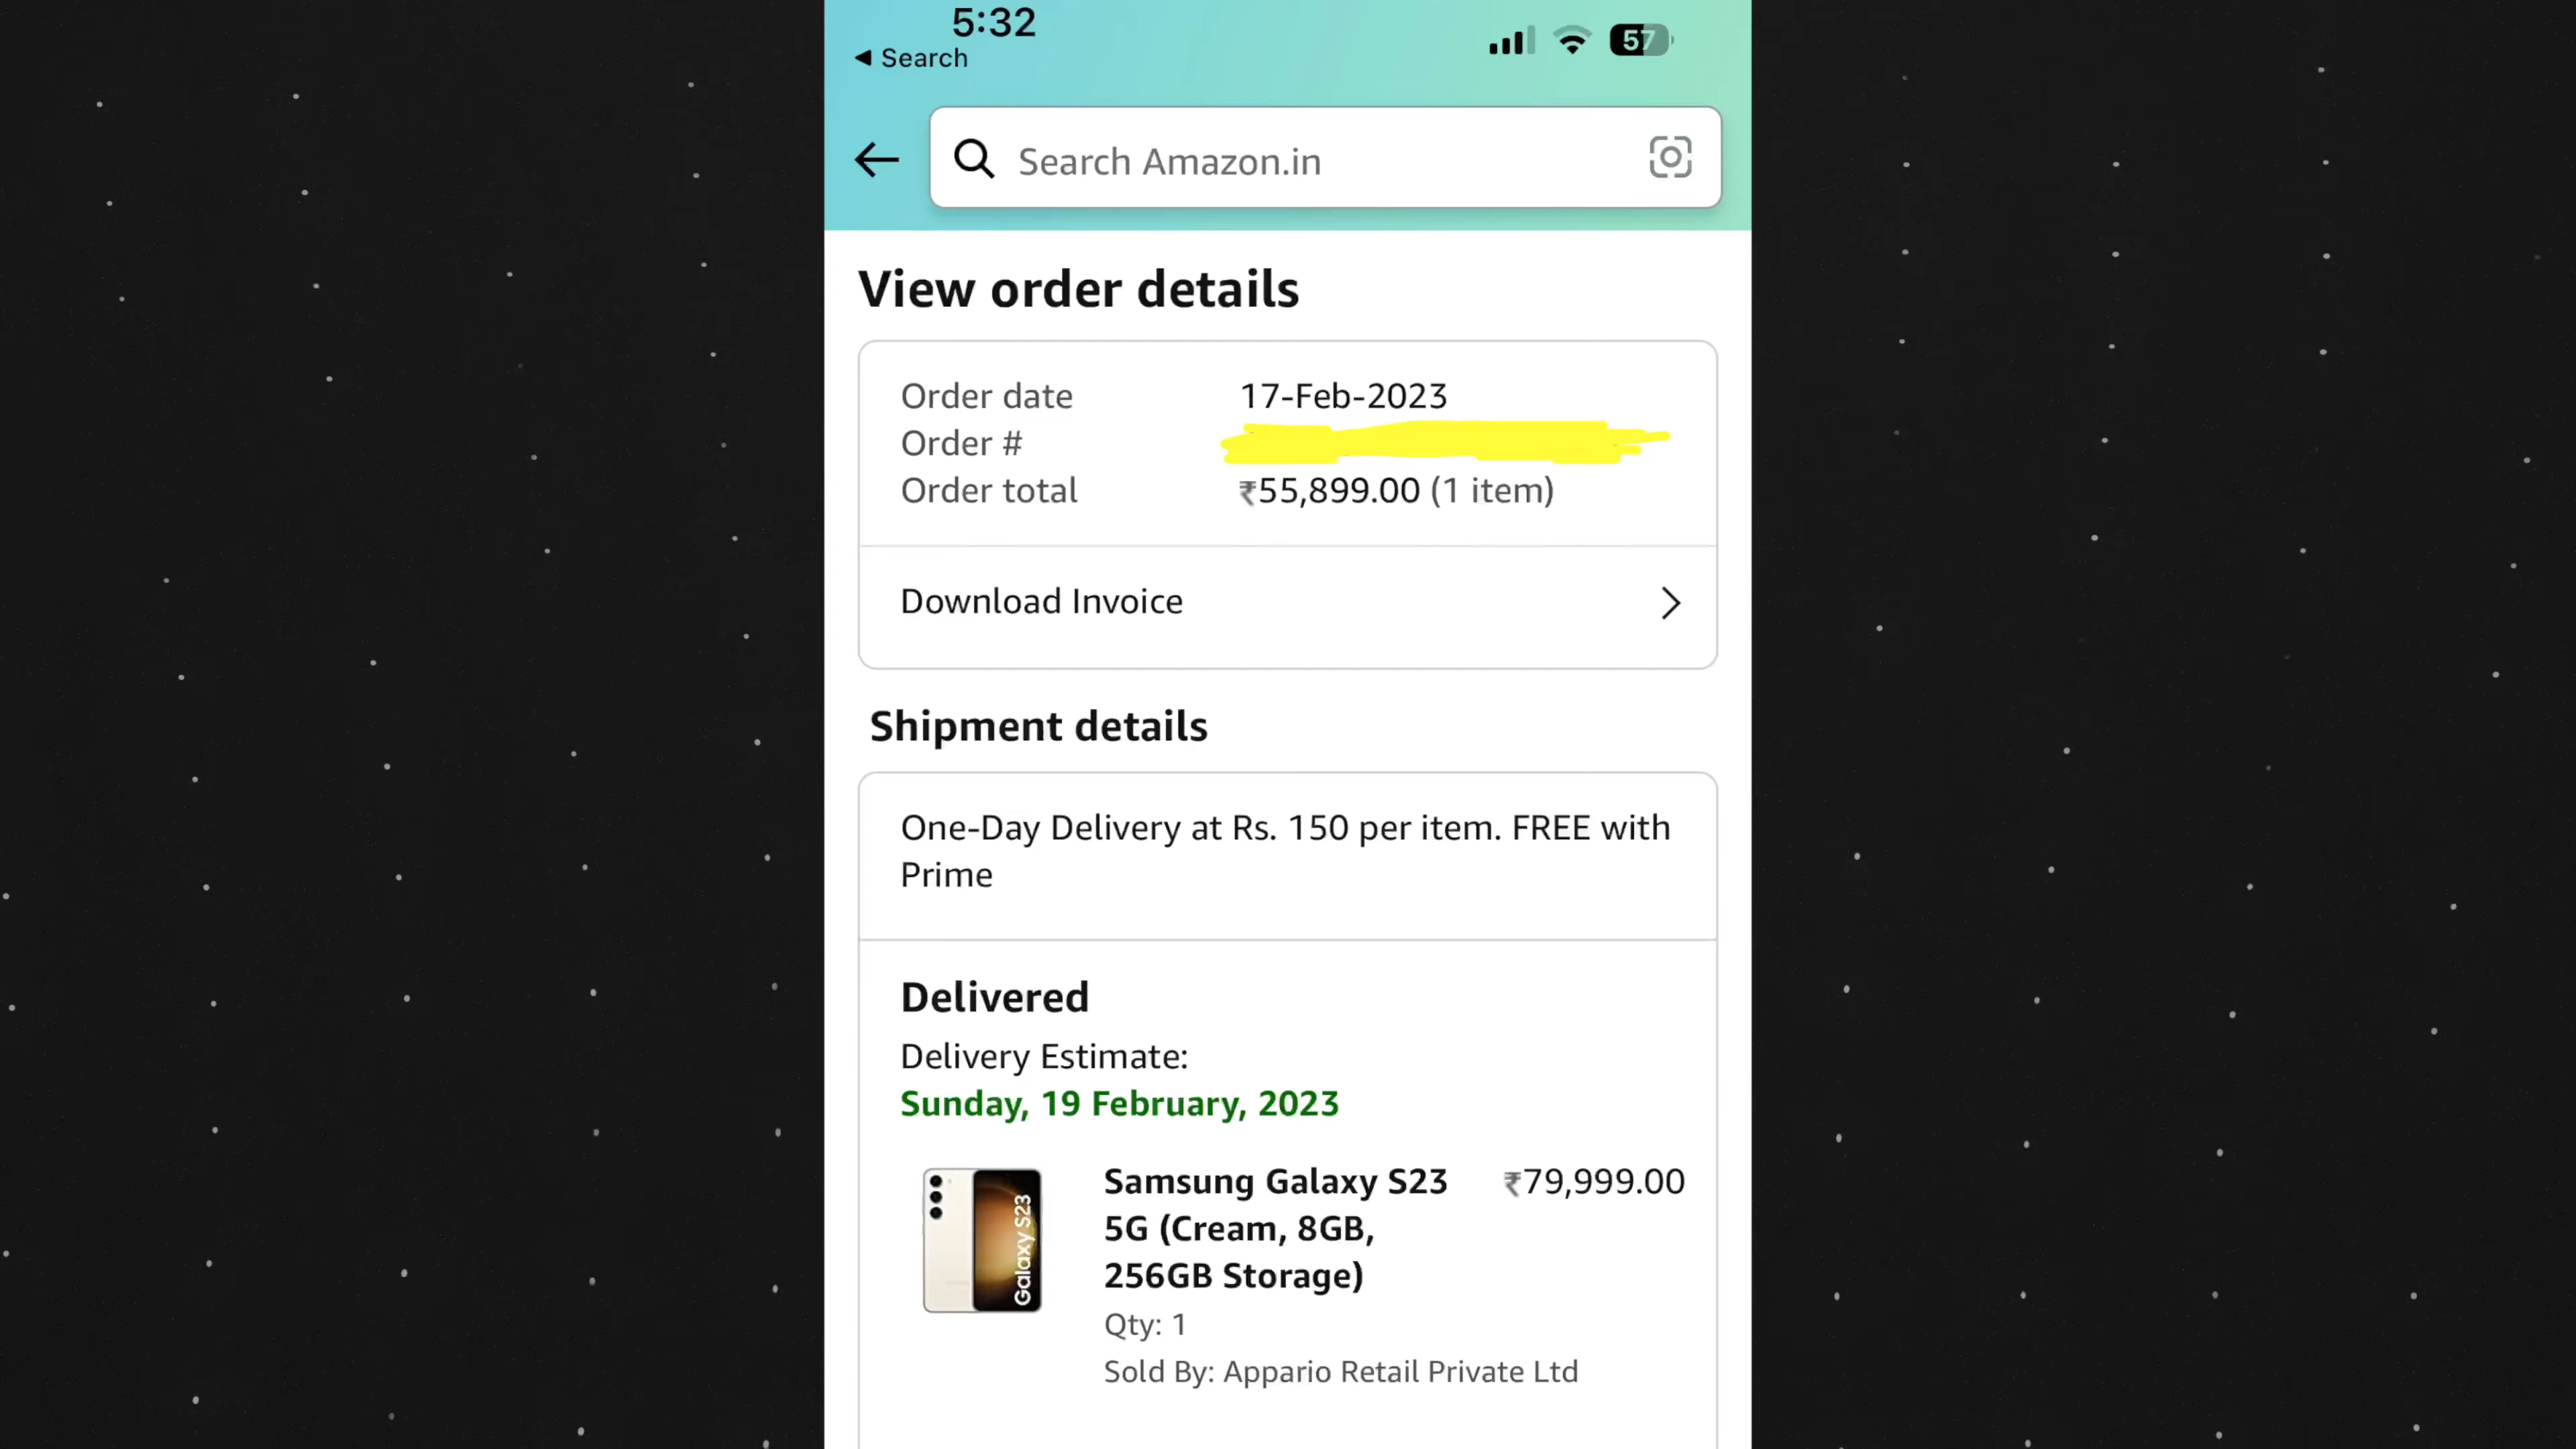 5:32
57
◀ Search
Search Amazon.in
View order details
Order date 17-Feb-2023
Order #
Order total ₹55,899.00 (1 item)
Download Invoice
Shipment details
One-Day Delivery at Rs. 150 per item. FREE with
Prime
Delivered
Delivery Estimate:
Sunday, 19 February, 2023
Galaxy S23
Samsung Galaxy S23 ₹79,999.00
5G (Cream, 8GB,
256GB Storage)
Qty: 1
Sold By: Appario Retail Private Ltd